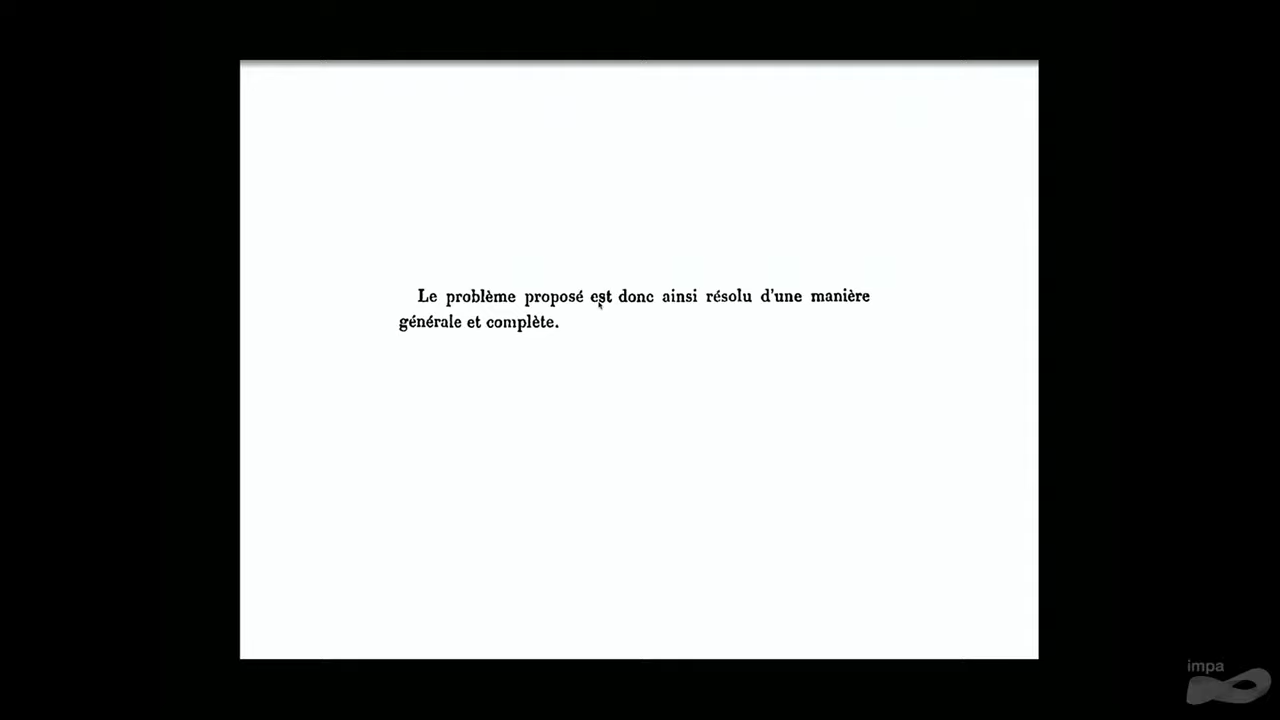 Le problème proposé est donc ainsi résolu d'une manière
générale et complète.
impa